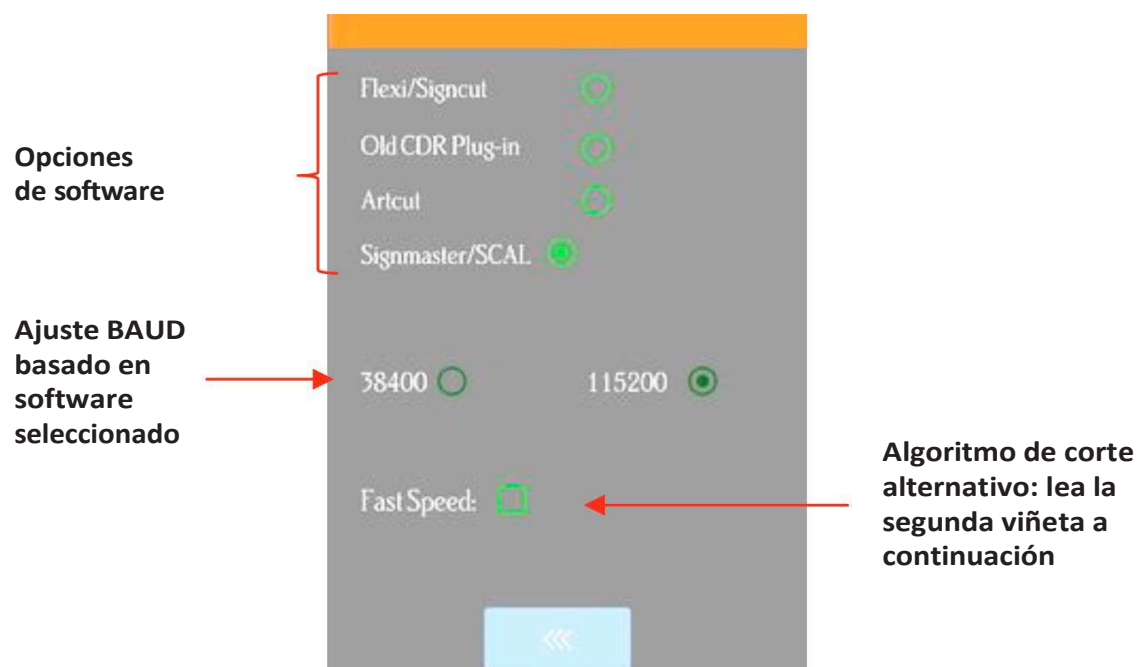 Opciones
de software
Flexi/Signcut
Old CDR Plug-in
Artcut
Signmaster/SCAL
Ajuste BAUD
basado en
software
seleccionado
38400
115200
Fast Speed:
Algoritmo de corte
alternativo: lea la
segunda viñeta a
continuación